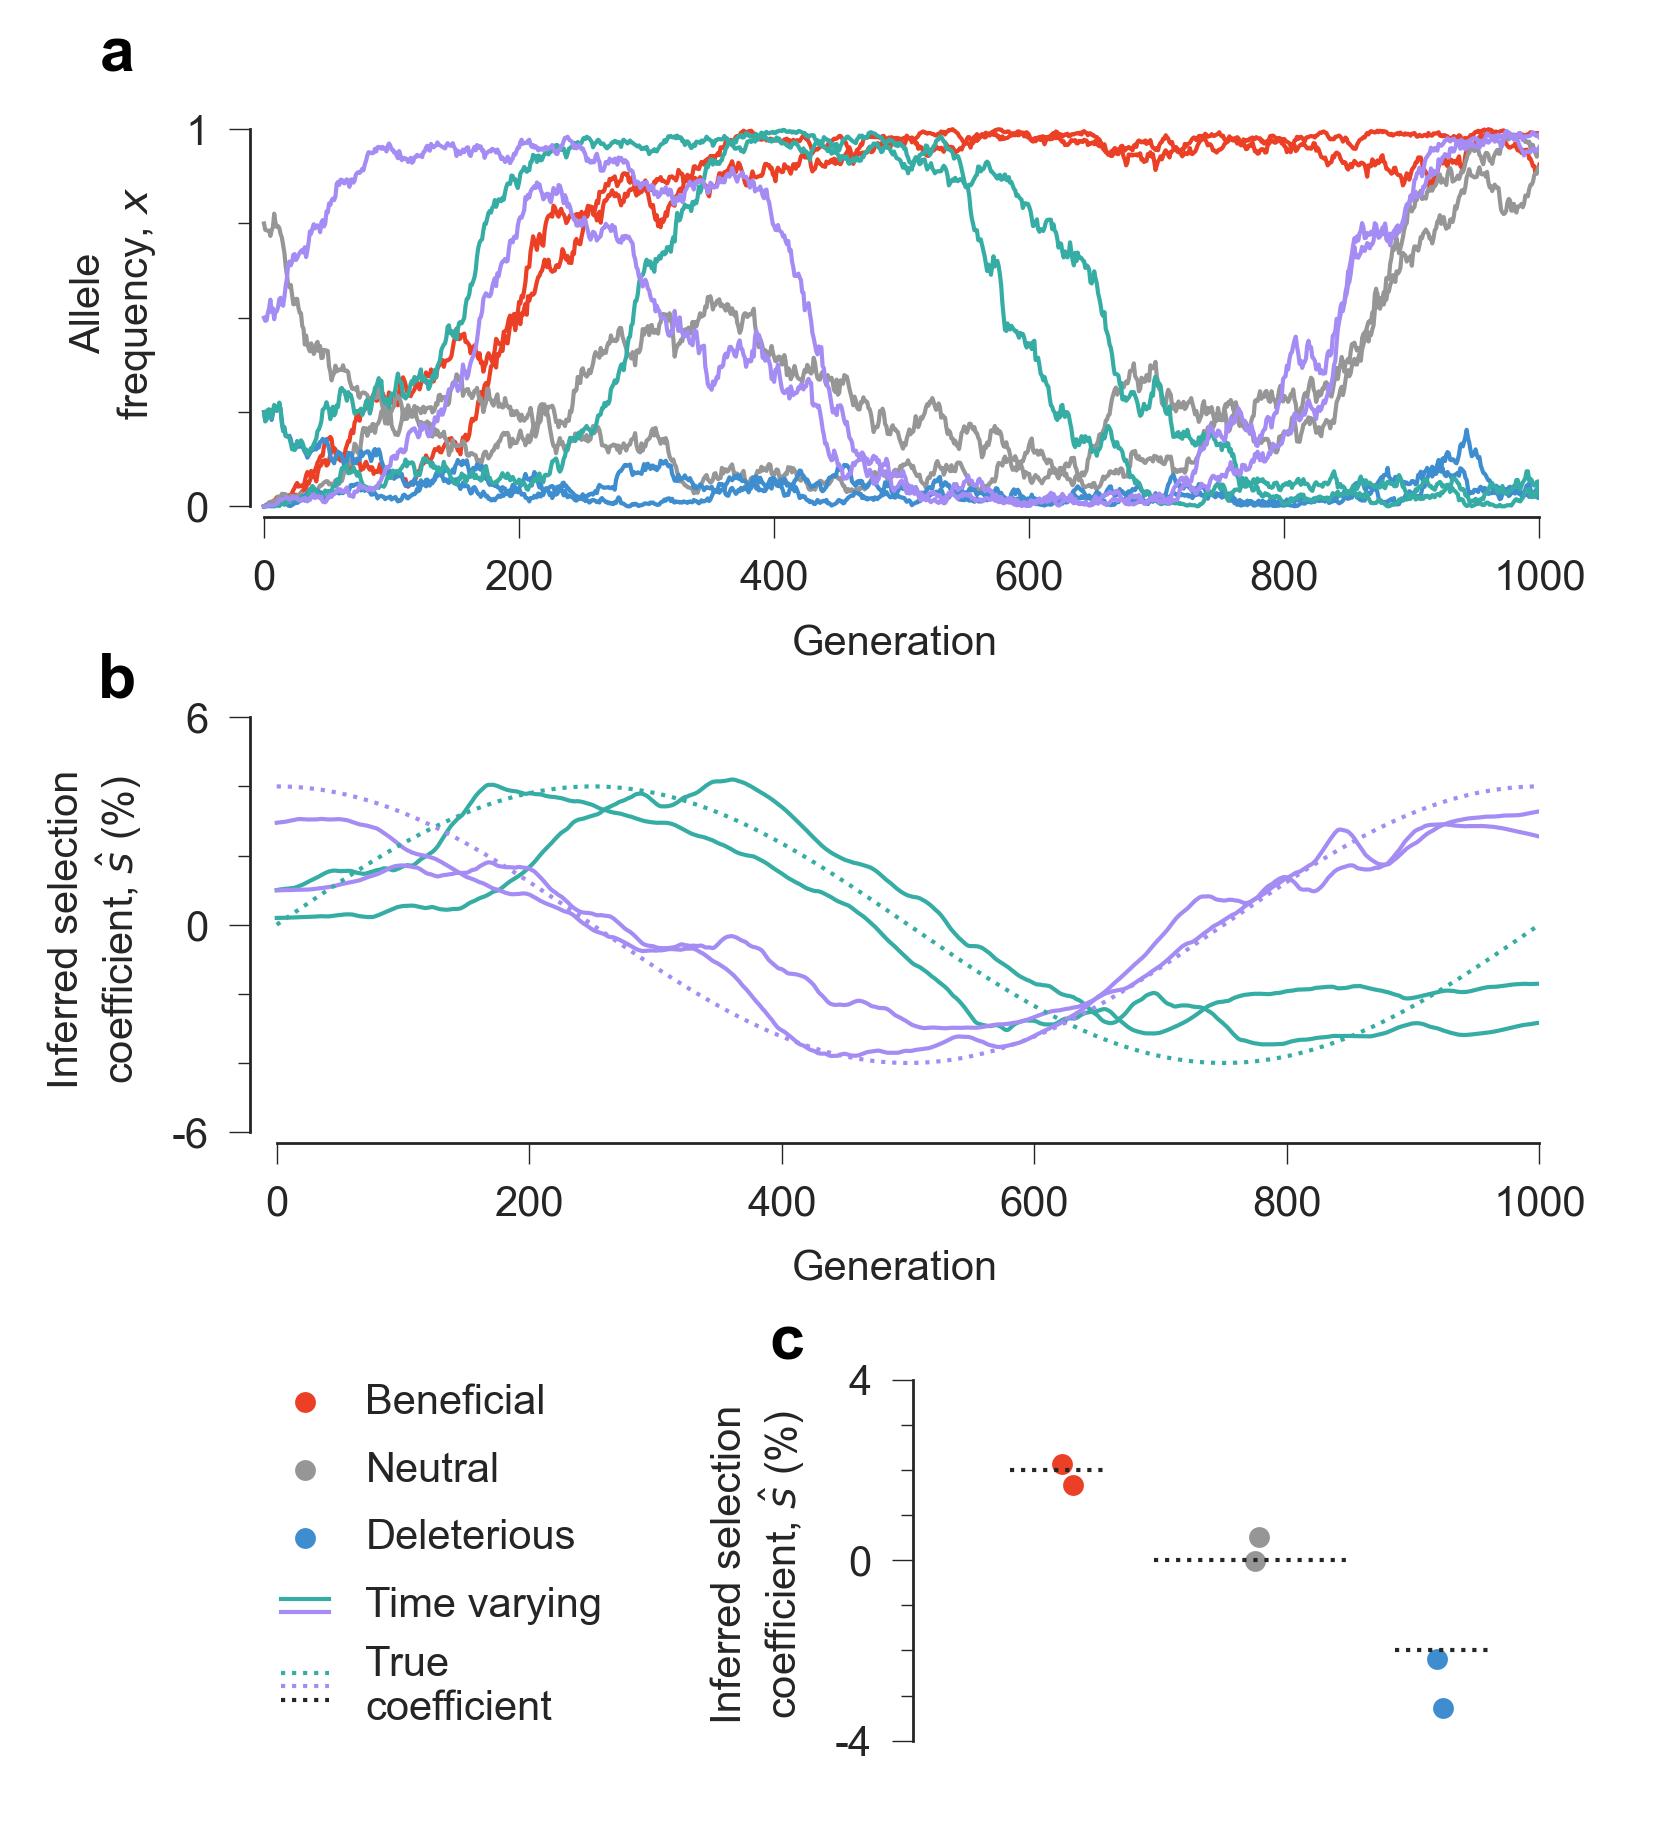 a
1
0
Allele
frequency, x
0 200 400 600 800 1000
Generation
b
6
0
-6
Inferred selection
coefficient, ŝ (%)
0 200 400 600 800 1000
Generation
Beneficial
Neutral
Deleterious
Time varying
True
coefficient
c
4
0
-4
Inferred selection
coefficient, ŝ (%)